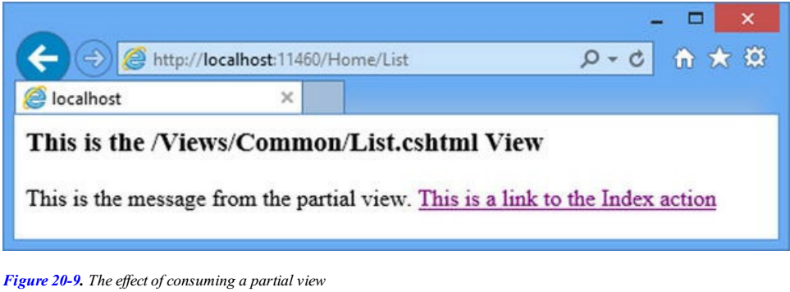 http://localhost:11460/Home/List
localhost
This is the /Views/Common/List.cshtml View
This is the message from the partial view. This is a link to the Index action
Figure 20-9. The effect of consuming a partial view